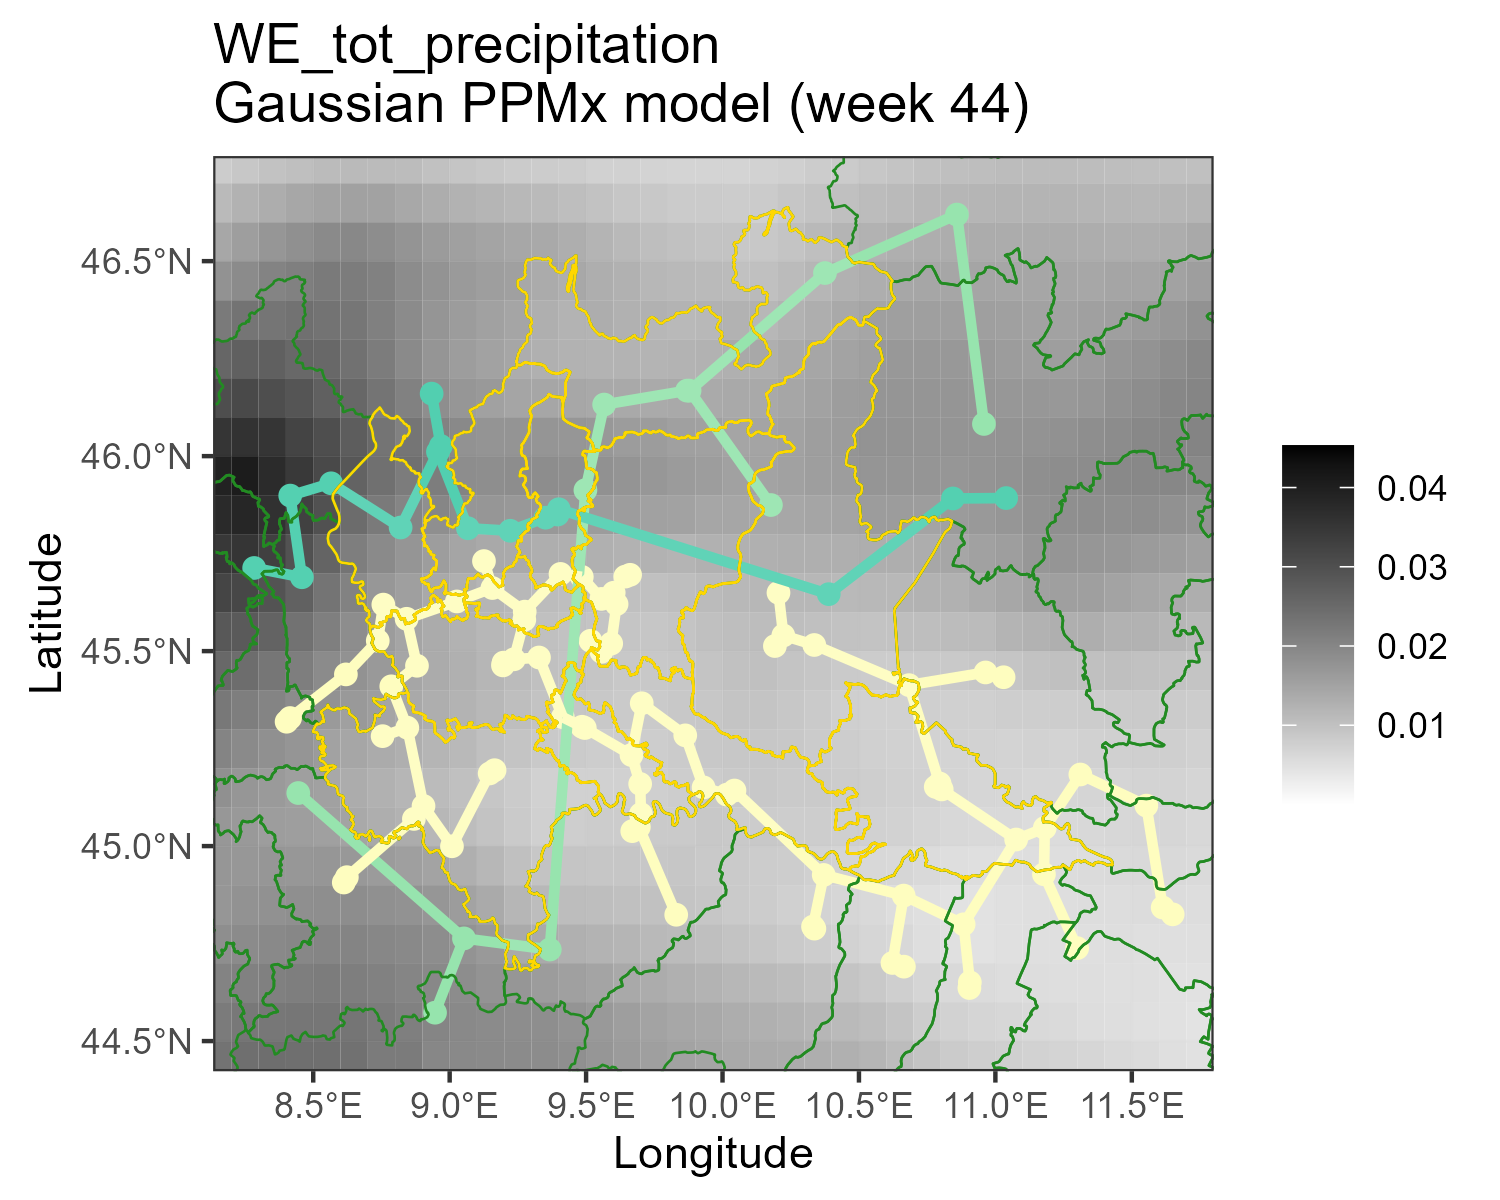 WE_tot_precipitation
Gaussian PPMx model (week 44)
46.5°N
46.0°N
45.5°N
45.0°N
44.5°N
Latitude
8.5°E 9.0°E 9.5°E 10.0°E 10.5°E 11.0°E 11.5°E
Longitude
0.04
0.03
0.02
0.01